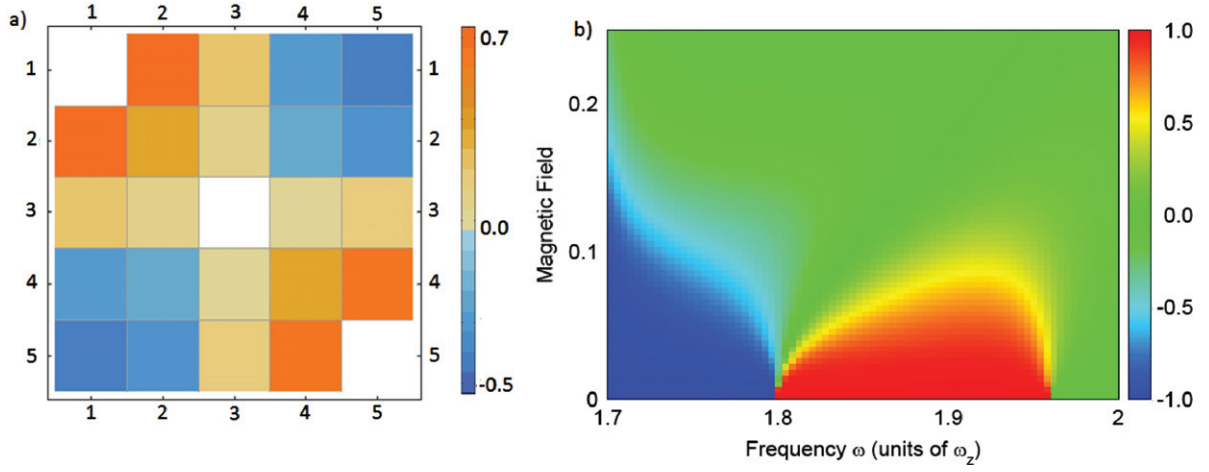 a)
1 2 3 4 5
1 1
2 2
3 3
4 4
5 5
1 2 3 4 5
0.7
0.0
-0.5
b)
Magnetic Field
0.2
0.1
0
1.7 1.8 1.9 2
Frequency ω (units of ω_z)
1.0
0.5
0.0
-0.5
-1.0